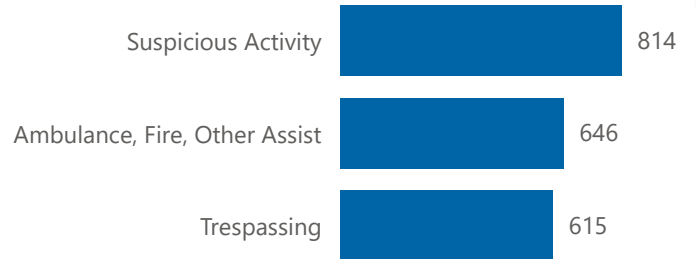 Suspicious Activity 814
Ambulance, Fire, Other Assist 646
Trespassing 615